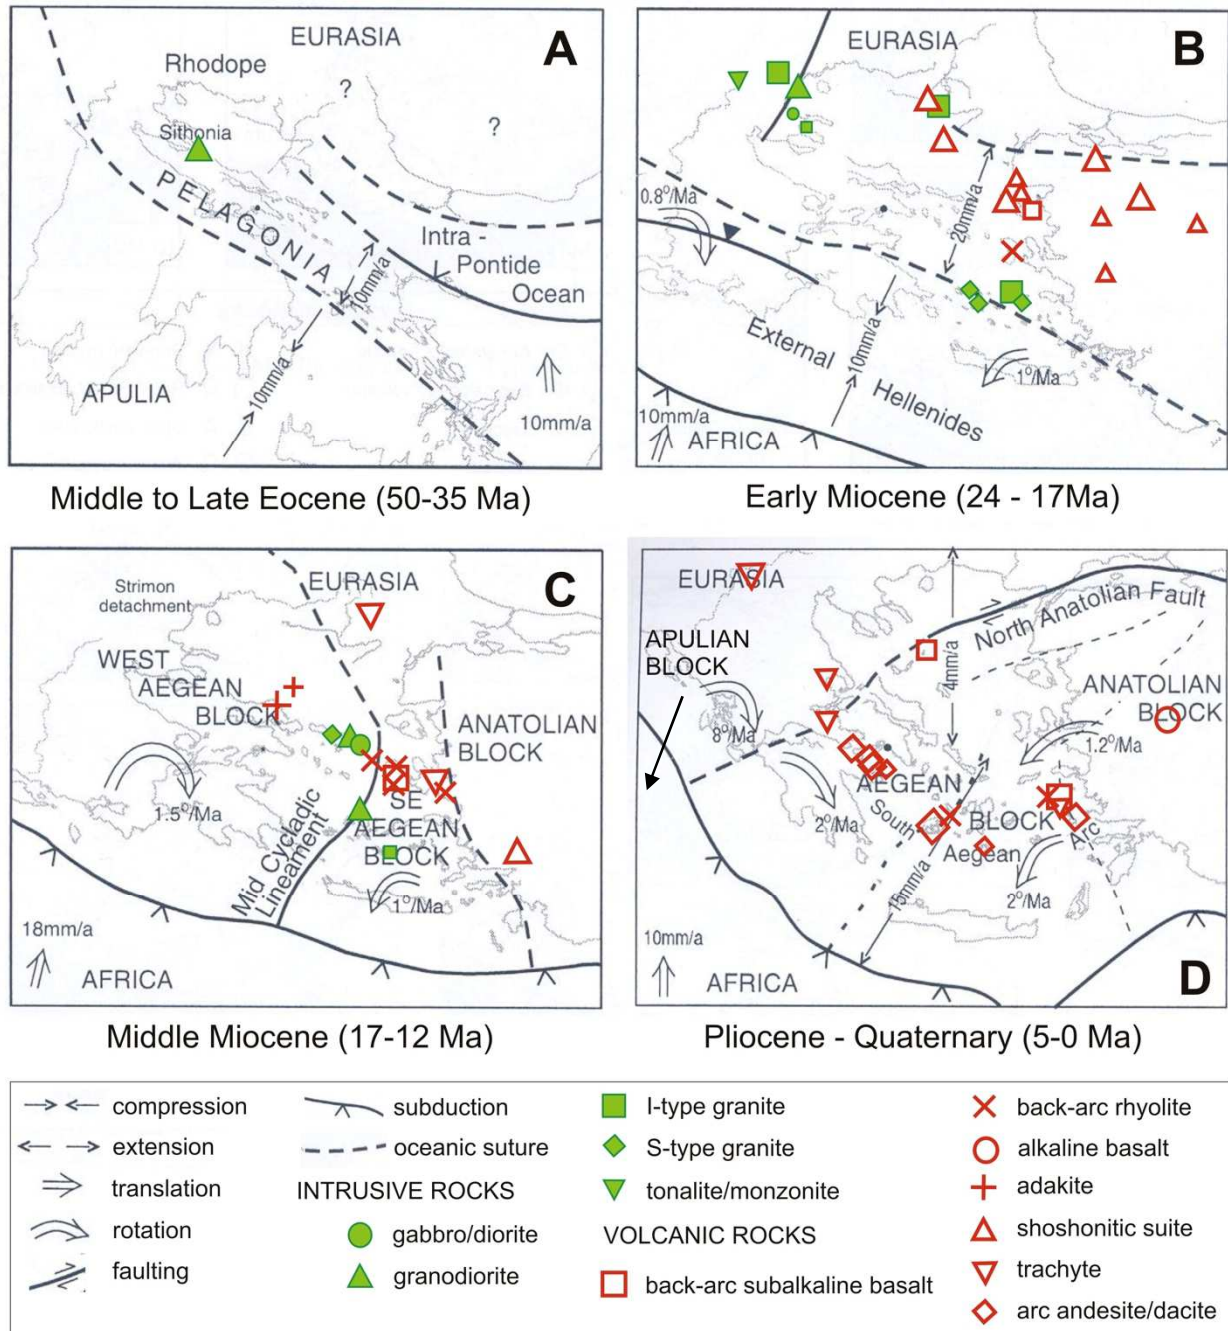 A
EURASIA
Rhodope
?
?
Sithonia
PELAGONIA
Intra -
Pontide
Ocean
10mm/a
10mm/a
APULIA
10mm/a
Middle to Late Eocene (50-35 Ma)
B
EURASIA
0.8°/Ma
20mm/a
External
Hellenides
10mm/a
1°/Ma
10mm/a
AFRICA
Early Miocene (24 - 17Ma)
C
Strimon
detachment
EURASIA
WEST
AEGEAN
BLOCK
ANATOLIAN
BLOCK
1.5°/Ma
SE
AEGEAN
BLOCK
Mid Cycladic
Lineament
1°/Ma
18mm/a
AFRICA
Middle Miocene (17-12 Ma)
EURASIA
North Anatolian Fault
APULIAN
BLOCK
4mm/a
ANATOLIAN
BLOCK
8°/Ma
1.2°/Ma
AEGEAN
BLOCK
2°/Ma
South
Aegean
Arc
15mm/a
2°/Ma
10mm/a
AFRICA
D
Pliocene - Quaternary (5-0 Ma)
compression
extension
translation
rotation
faulting
subduction
oceanic suture
INTRUSIVE ROCKS
gabbro/diorite
granodiorite
I-type granite
S-type granite
tonalite/monzonite
VOLCANIC ROCKS
back-arc subalkaline basalt
back-arc rhyolite
alkaline basalt
adakite
shoshonitic suite
trachyte
arc andesite/dacite